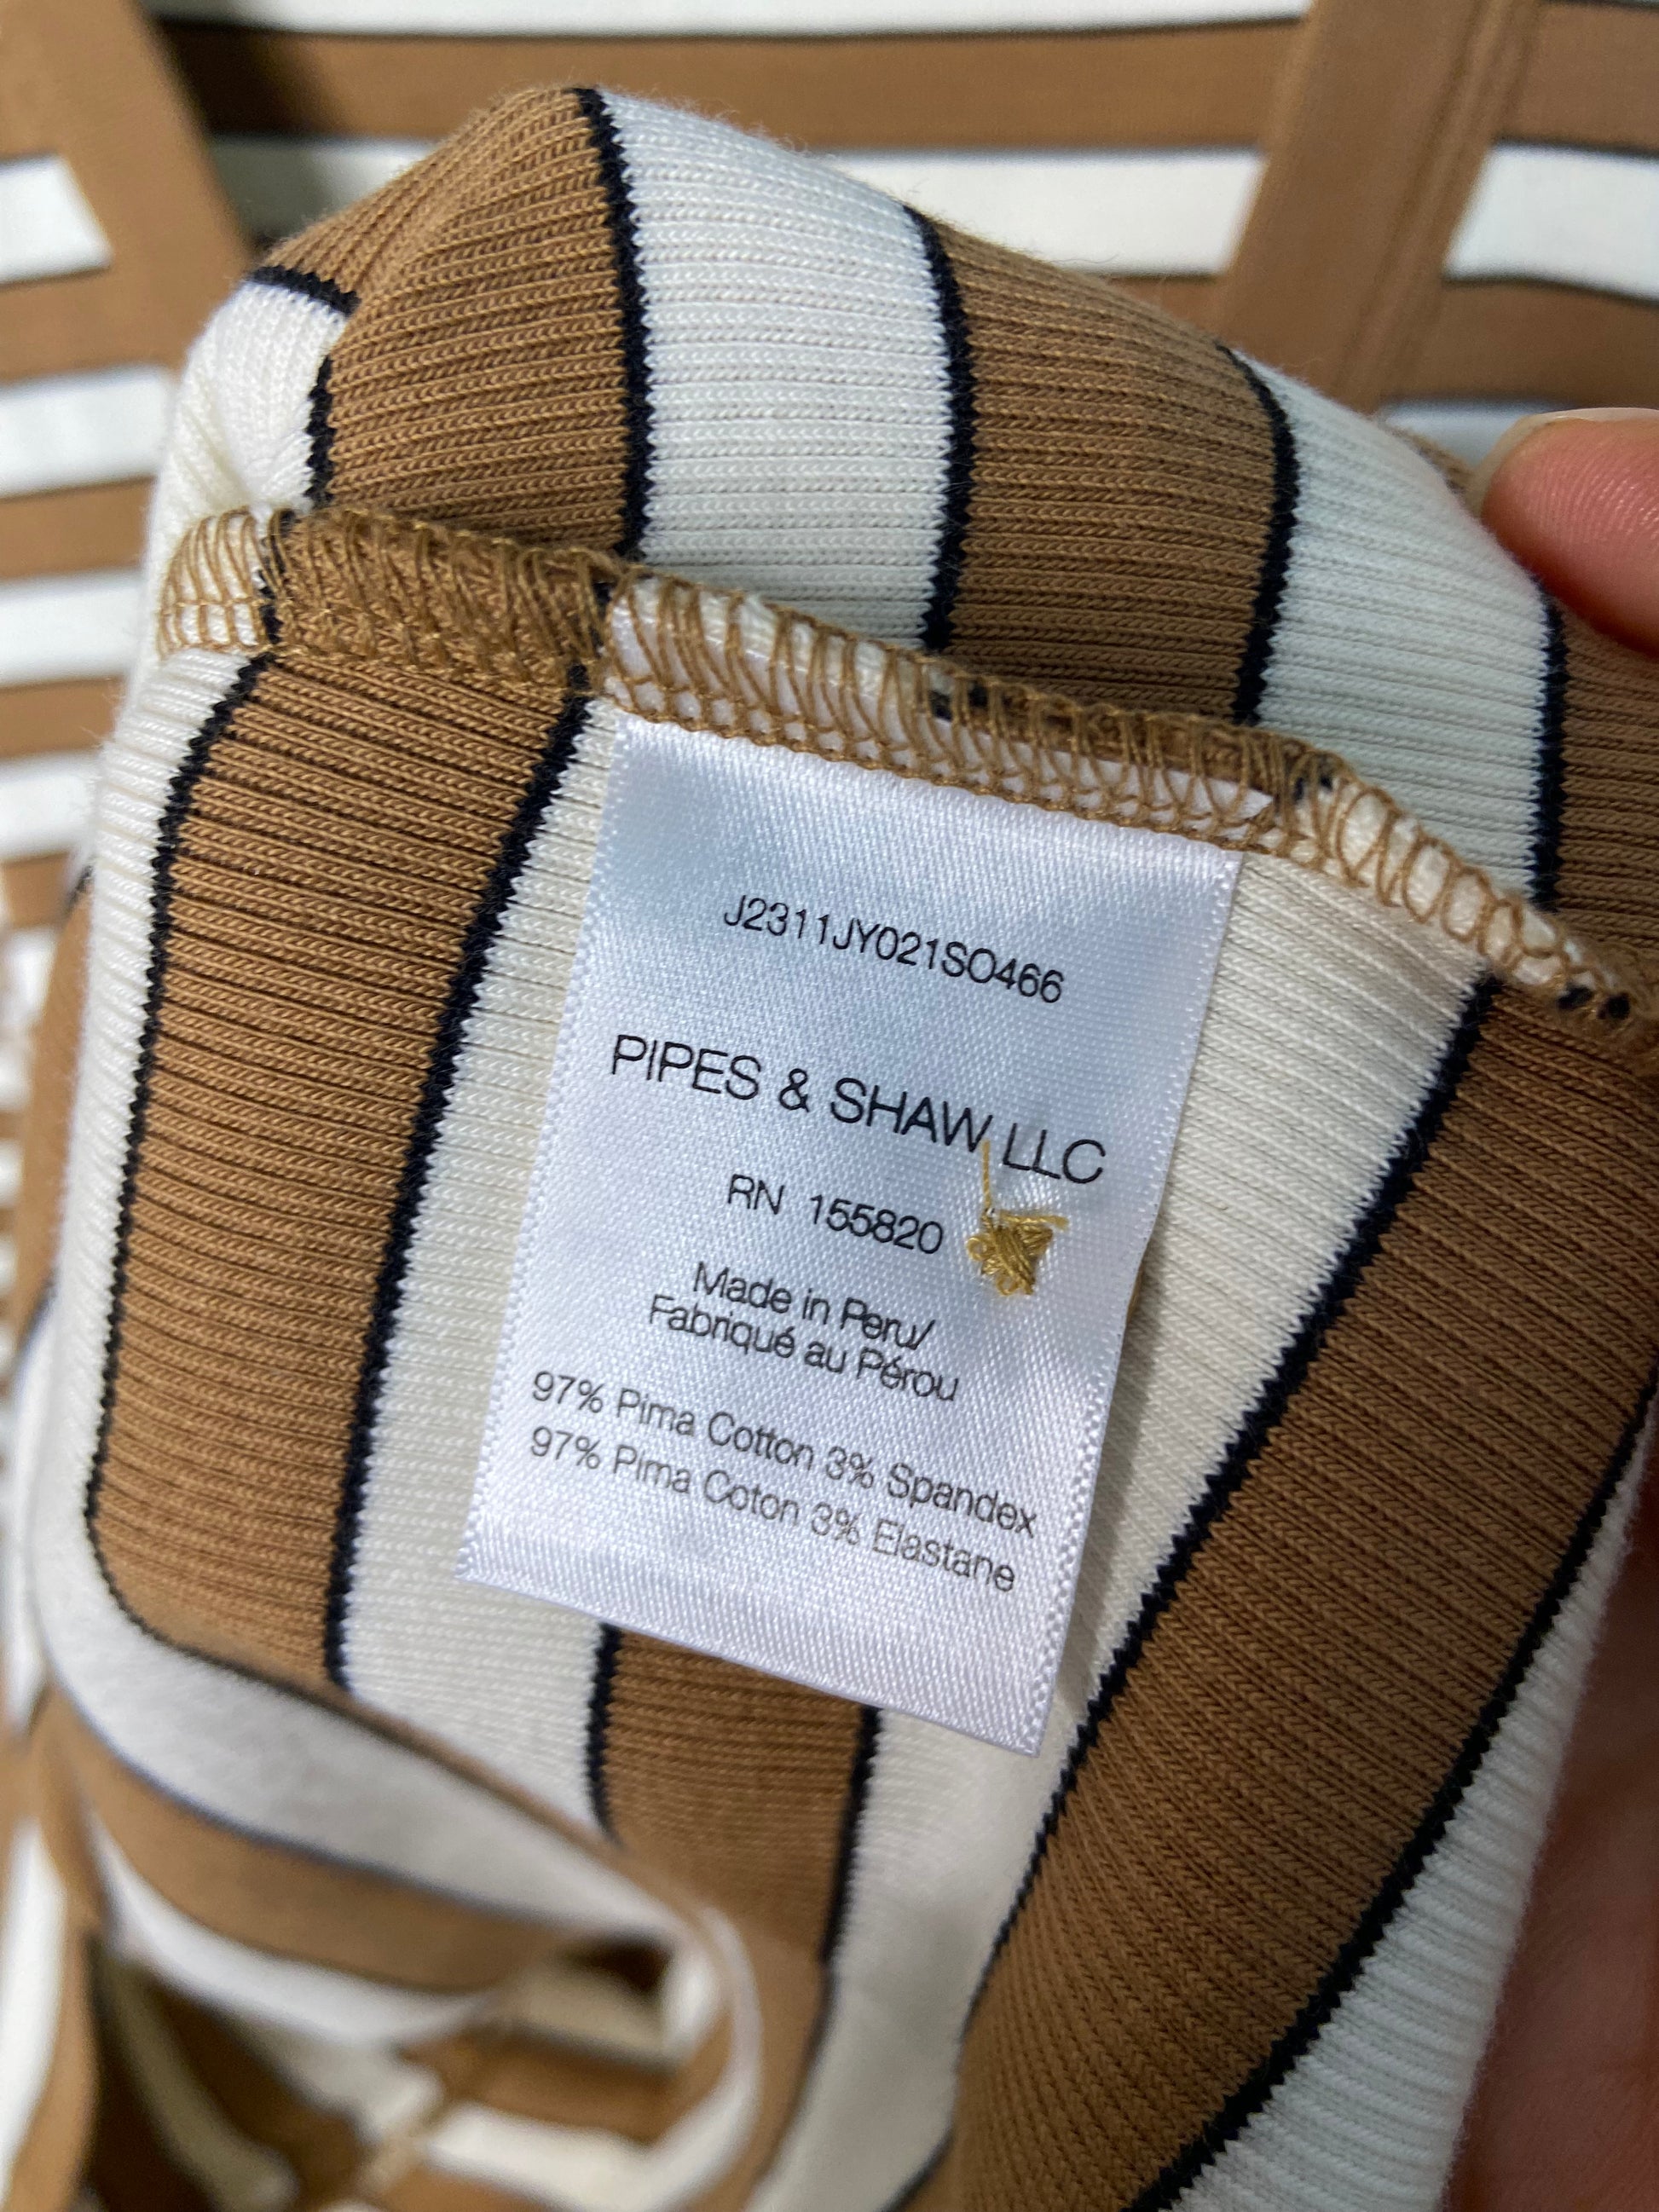 J2311JY021SO466
PIPES & SHAW LLC
RN 155820
Made in Peru/
Fabriqué au Pérou
97% Pima Cotton 3% Spandex
97% Pima Coton 3% Elastane